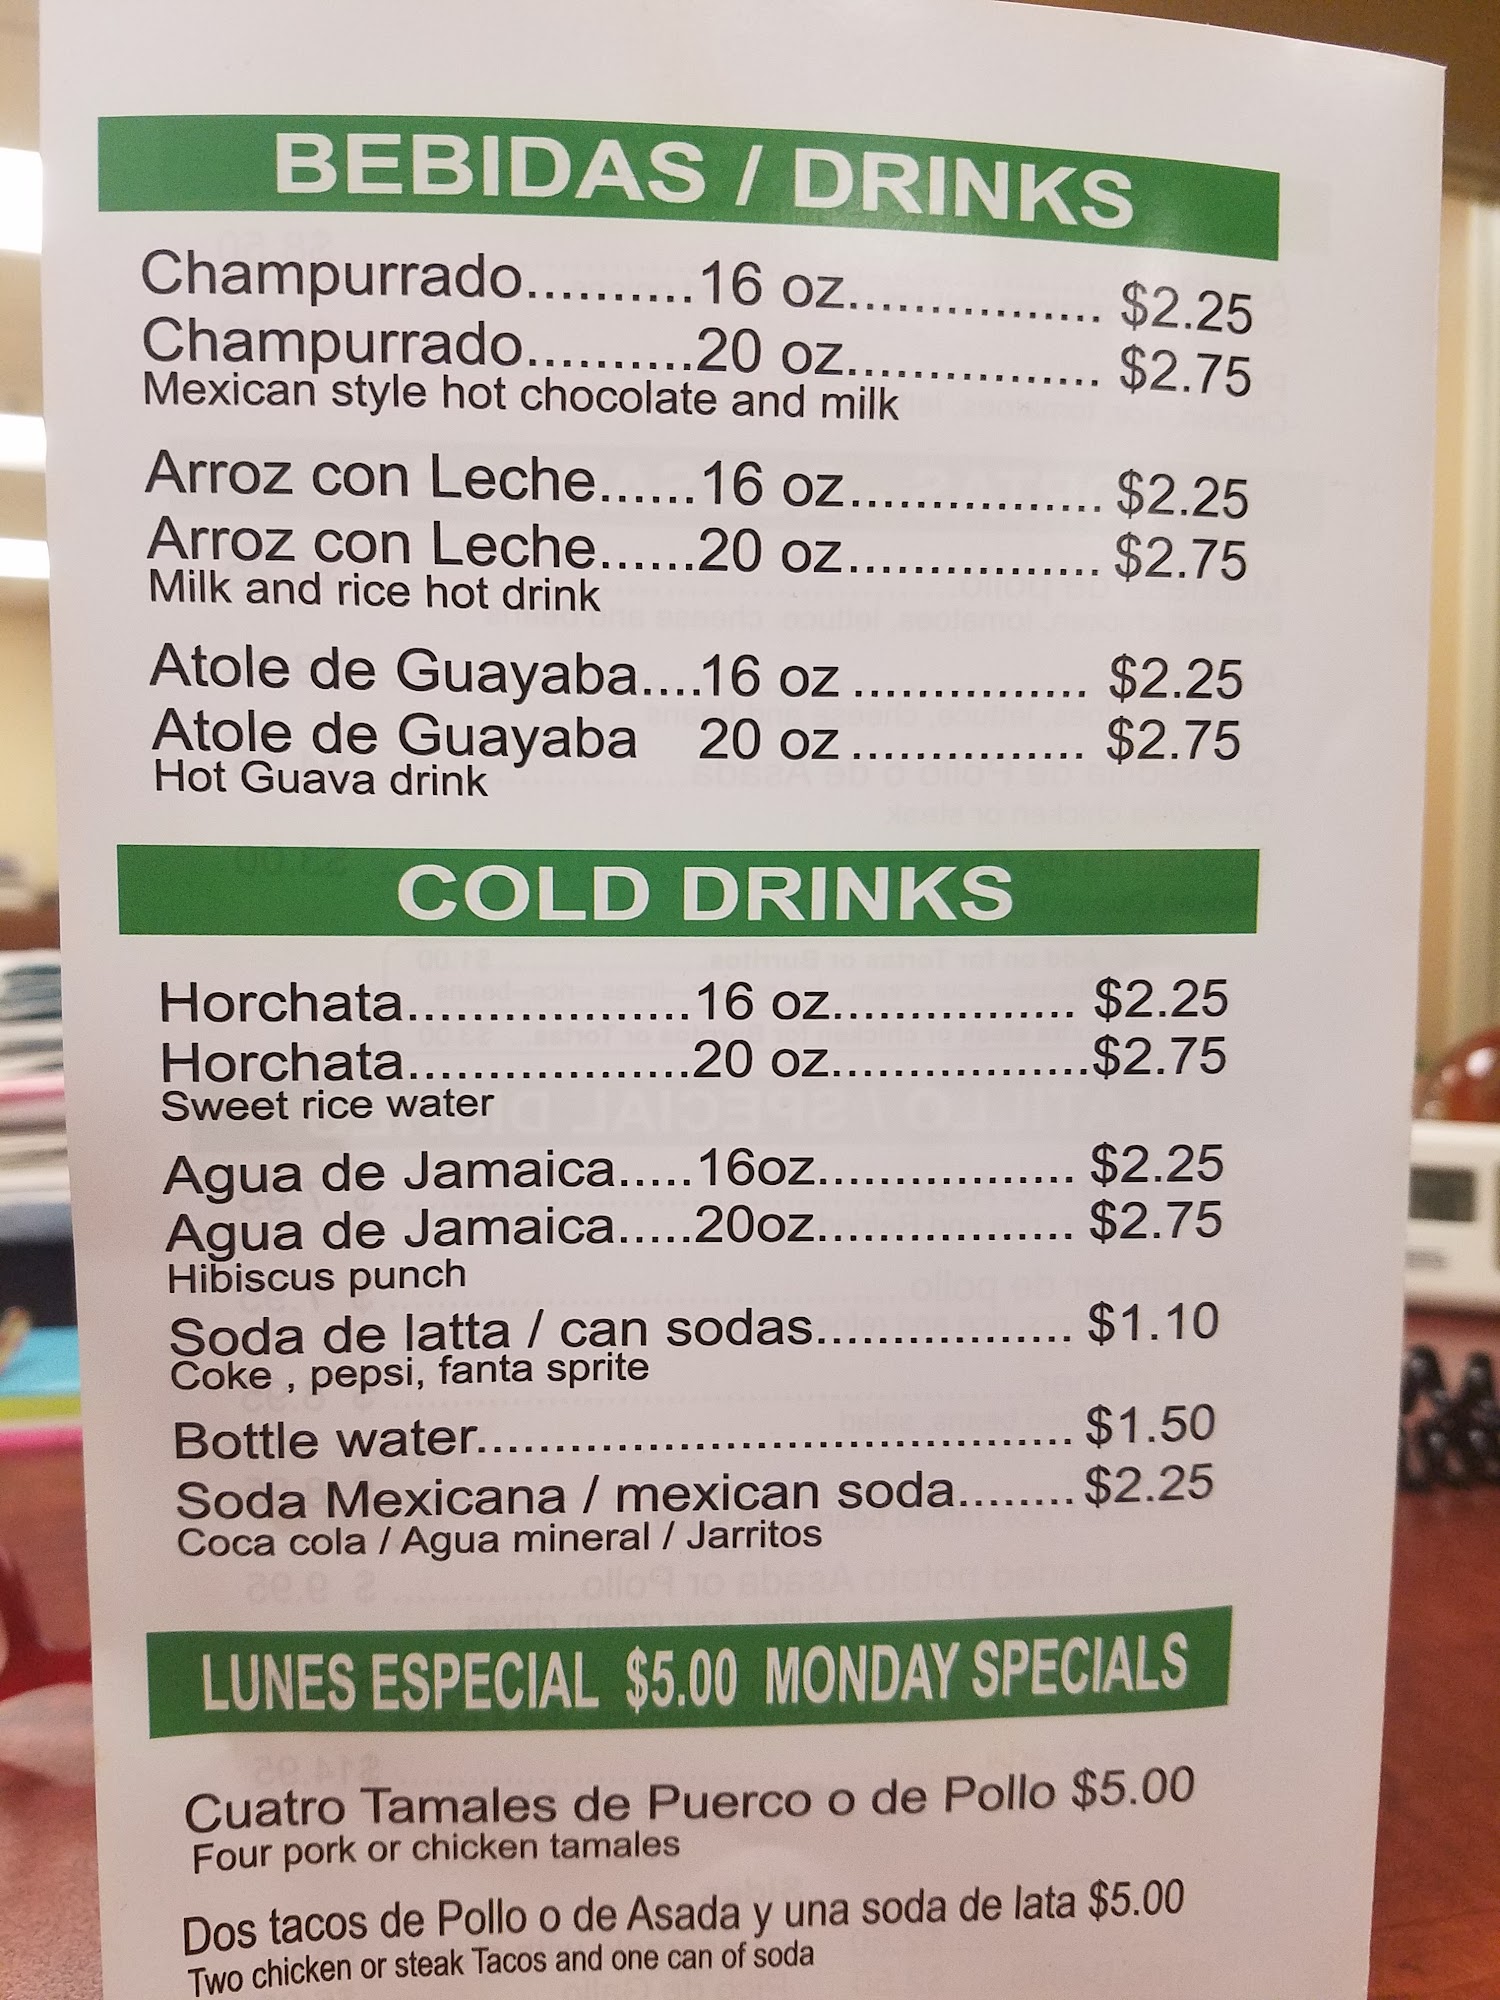 BEBIDAS / DRINKS
Champurrado..........16 oz................ $2.25
Champurrado..........20 oz................ $2.75
Mexican style hot chocolate and milk
Arroz con Leche......16 oz................ $2.25
Arroz con Leche......20 oz................ $2.75
Milk and rice hot drink
Atole de Guayaba....16 oz ............... $2.25
Atole de Guayaba 20 oz ............... $2.75
Hot Guava drink
COLD DRINKS
Horchata..................16 oz................ $2.25
Horchata..................20 oz.................$2.75
Sweet rice water
Agua de Jamaica.....16oz................. $2.25
Agua de Jamaica.....20oz................. $2.75
Hibiscus punch
Soda de latta / can sodas................. $1.10
Coke , pepsi, fanta sprite
Bottle water....................................... $1.50
Soda Mexicana / mexican soda........ $2.25
Coca cola / Agua mineral / Jarritos
LUNES ESPECIAL $5.00 MONDAY SPECIALS
Cuatro Tamales de Puerco o de Pollo $5.00
Four pork or chicken tamales
Dos tacos de Pollo o de Asada y una soda de lata $5.00
Two chicken or steak Tacos and one can of soda